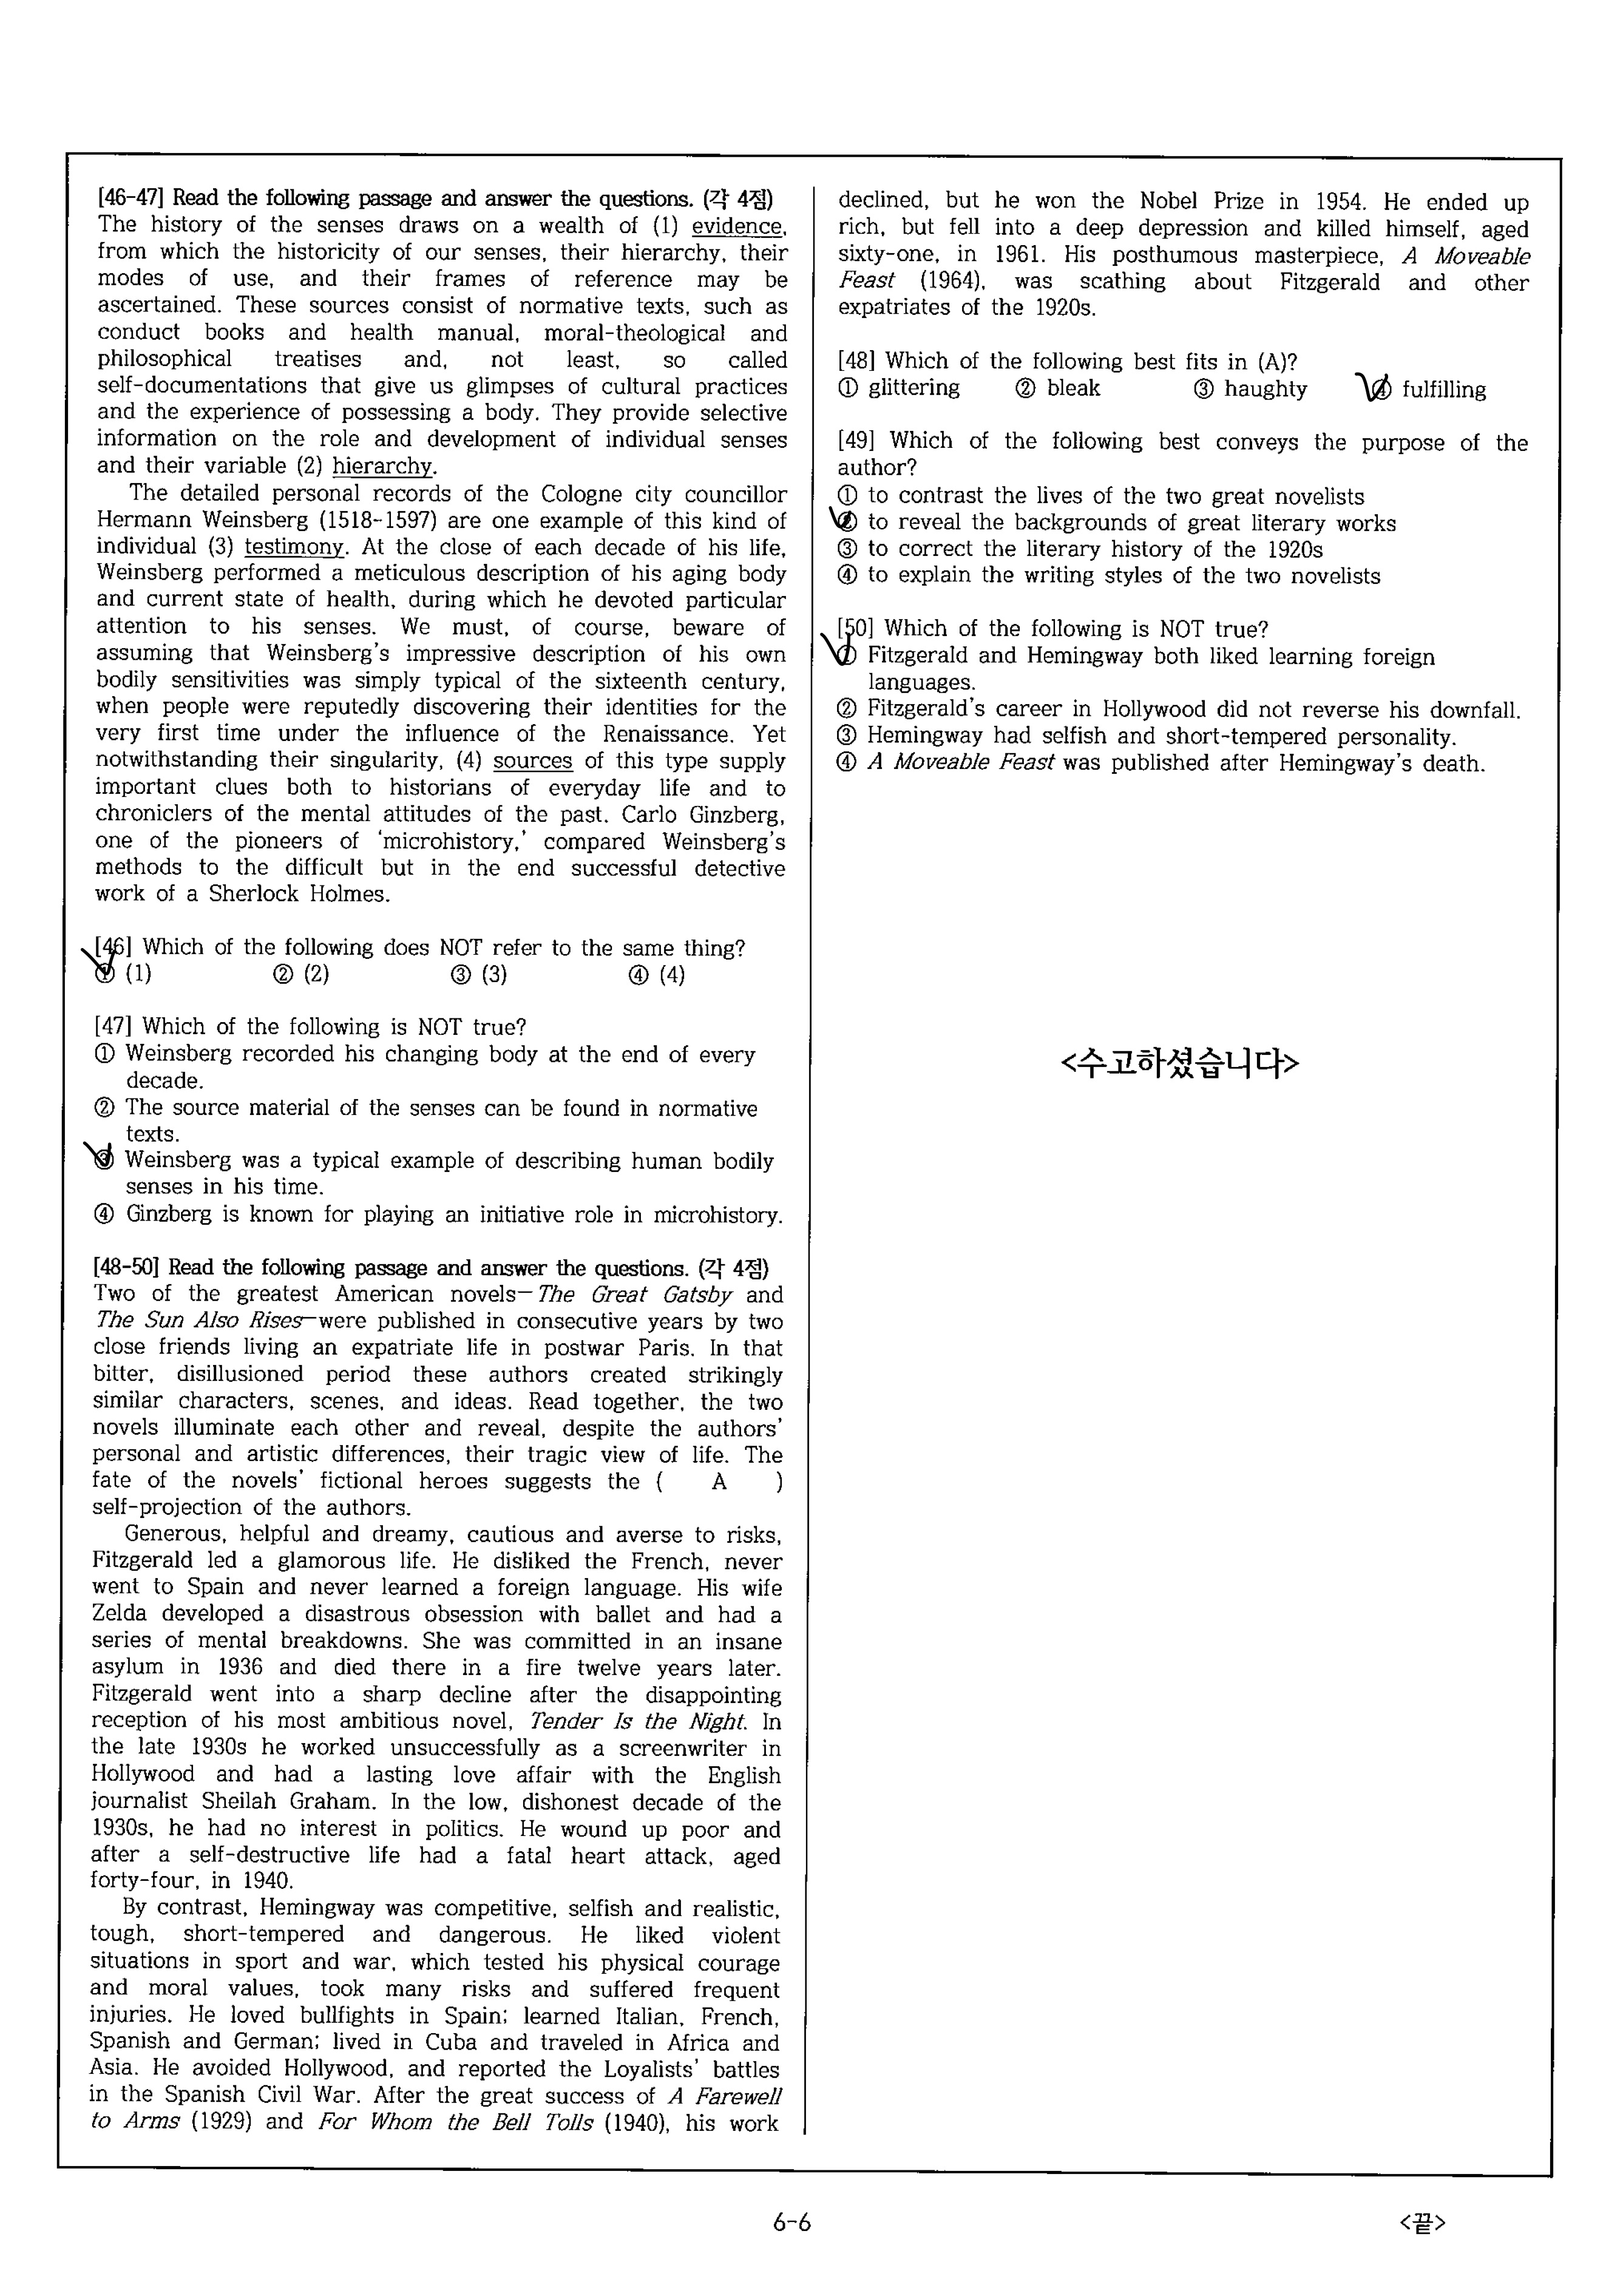 [46-47] Read the following passage and answer the questions. (각 4점)
The history of the senses draws on a wealth of (1) evidence,
from which the historicity of our senses, their hierarchy, their
modes of use, and their frames of reference may be
ascertained. These sources consist of normative texts, such as
conduct books and health manual, moral-theological and
philosophical treatises and, not least, so called
self-documentations that give us glimpses of cultural practices
and the experience of possessing a body. They provide selective
information on the role and development of individual senses
and their variable (2) hierarchy.
The detailed personal records of the Cologne city councillor
Hermann Weinsberg (1518-1597) are one example of this kind of
individual (3) testimony. At the close of each decade of his life,
Weinsberg performed a meticulous description of his aging body
and current state of health, during which he devoted particular
attention to his senses. We must, of course, beware of
assuming that Weinsberg's impressive description of his own
bodily sensitivities was simply typical of the sixteenth century,
when people were reputedly discovering their identities for the
very first time under the influence of the Renaissance. Yet
notwithstanding their singularity, (4) sources of this type supply
important clues both to historians of everyday life and to
chroniclers of the mental attitudes of the past. Carlo Ginzberg,
one of the pioneers of 'microhistory,' compared Weinsberg's
methods to the difficult but in the end successful detective
work of a Sherlock Holmes.
[46] Which of the following does NOT refer to the same thing?
① (1) ② (2) ③ (3) ④ (4)
[47] Which of the following is NOT true?
① Weinsberg recorded his changing body at the end of every
decade.
② The source material of the senses can be found in normative
texts.
③ Weinsberg was a typical example of describing human bodily
senses in his time.
④ Ginzberg is known for playing an initiative role in microhistory.
[48-50] Read the following passage and answer the questions. (각 4점)
Two of the greatest American novels—The Great Gatsby and
The Sun Also Rises—were published in consecutive years by two
close friends living an expatriate life in postwar Paris. In that
bitter, disillusioned period these authors created strikingly
similar characters, scenes, and ideas. Read together, the two
novels illuminate each other and reveal, despite the authors'
personal and artistic differences, their tragic view of life. The
fate of the novels' fictional heroes suggests the ( A )
self-projection of the authors.
Generous, helpful and dreamy, cautious and averse to risks,
Fitzgerald led a glamorous life. He disliked the French, never
went to Spain and never learned a foreign language. His wife
Zelda developed a disastrous obsession with ballet and had a
series of mental breakdowns. She was committed in an insane
asylum in 1936 and died there in a fire twelve years later.
Fitzgerald went into a sharp decline after the disappointing
reception of his most ambitious novel, Tender Is the Night. In
the late 1930s he worked unsuccessfully as a screenwriter in
Hollywood and had a lasting love affair with the English
journalist Sheilah Graham. In the low, dishonest decade of the
1930s, he had no interest in politics. He wound up poor and
after a self-destructive life had a fatal heart attack, aged
forty-four, in 1940.
By contrast, Hemingway was competitive, selfish and realistic,
tough, short-tempered and dangerous. He liked violent
situations in sport and war, which tested his physical courage
and moral values, took many risks and suffered frequent
injuries. He loved bullfights in Spain; learned Italian, French,
Spanish and German; lived in Cuba and traveled in Africa and
Asia. He avoided Hollywood, and reported the Loyalists' battles
in the Spanish Civil War. After the great success of A Farewell
to Arms (1929) and For Whom the Bell Tolls (1940), his work
declined, but he won the Nobel Prize in 1954. He ended up
rich, but fell into a deep depression and killed himself, aged
sixty-one, in 1961. His posthumous masterpiece, A Moveable
Feast (1964), was scathing about Fitzgerald and other
expatriates of the 1920s.
[48] Which of the following best fits in (A)?
① glittering ② bleak ③ haughty ④ fulfilling
[49] Which of the following best conveys the purpose of the
author?
① to contrast the lives of the two great novelists
② to reveal the backgrounds of great literary works
③ to correct the literary history of the 1920s
④ to explain the writing styles of the two novelists
[50] Which of the following is NOT true?
① Fitzgerald and Hemingway both liked learning foreign
languages.
② Fitzgerald's career in Hollywood did not reverse his downfall.
③ Hemingway had selfish and short-tempered personality.
④ A Moveable Feast was published after Hemingway's death.
<수고하셨습니다>
6-6
<끝>